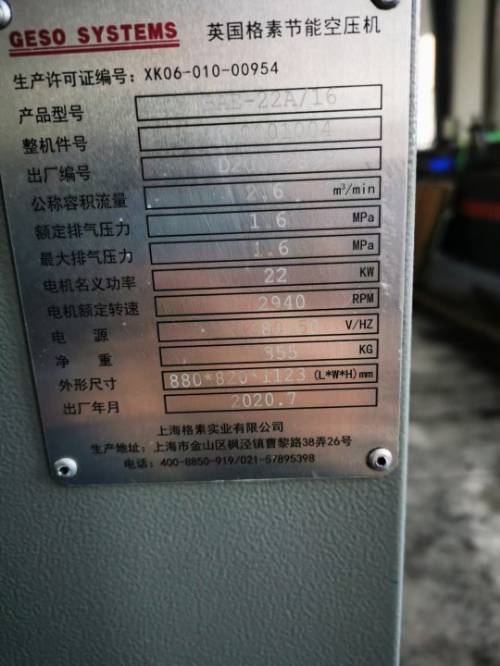 GESO SYSTEMS 英国格素节能空压机
生产许可证编号: XK06-010-00954
产品型号 -22A/16
整机件号
出厂编号
公称容积流量 2.6 m³/min
额定排气压力 1.6 MPa
最大排气压力 1.6 MPa
电机名义功率 22 KW
电机额定转速 2940 RPM
电 源 V/HZ
净 重 355 KG
外形尺寸 880*820*1123 (L*W*H)mm
出厂年月 2020.7
上海格素实业有限公司
生产地址: 上海市金山区枫泾镇曹黎路38弄26号
电话: 400-8850-919/021-57895398